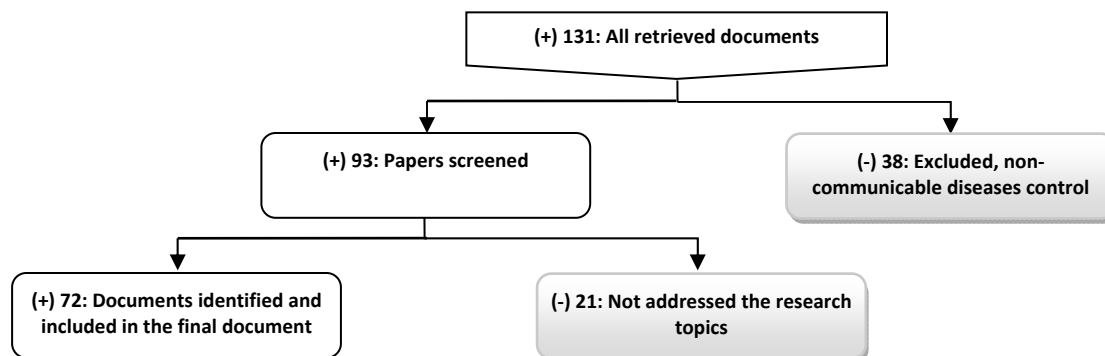 (+) 131: All retrieved documents
(+) 93: Papers screened
(-) 38: Excluded, non-
communicable diseases control
(+) 72: Documents identified and
included in the final document
(-) 21: Not addressed the research
topics